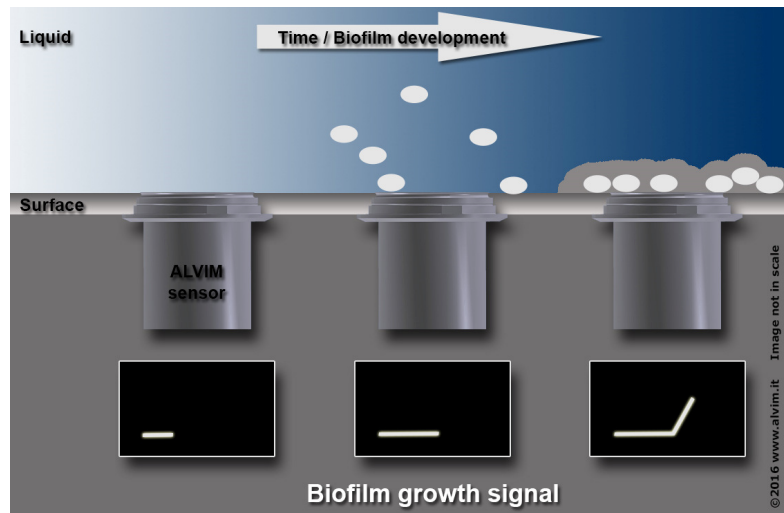 Liquid
Time / Biofilm development
Surface
ALVIM
sensor
Biofilm growth signal
©2016 www.alvim.it Image not in scale